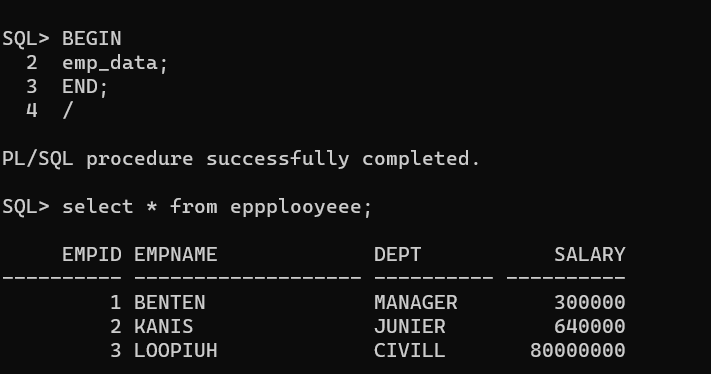 SQL> BEGIN
  2  emp_data;
  3  END;
  4  /
PL/SQL procedure successfully completed.
SQL> select * from eppplooyeee;
     EMPID EMPNAME             DEPT           SALARY
---------- ------------------- ---------- ----------
         1 BENTEN              MANAGER        300000
         2 KANIS               JUNIER         640000
         3 LOOPIUH             CIVILL       80000000